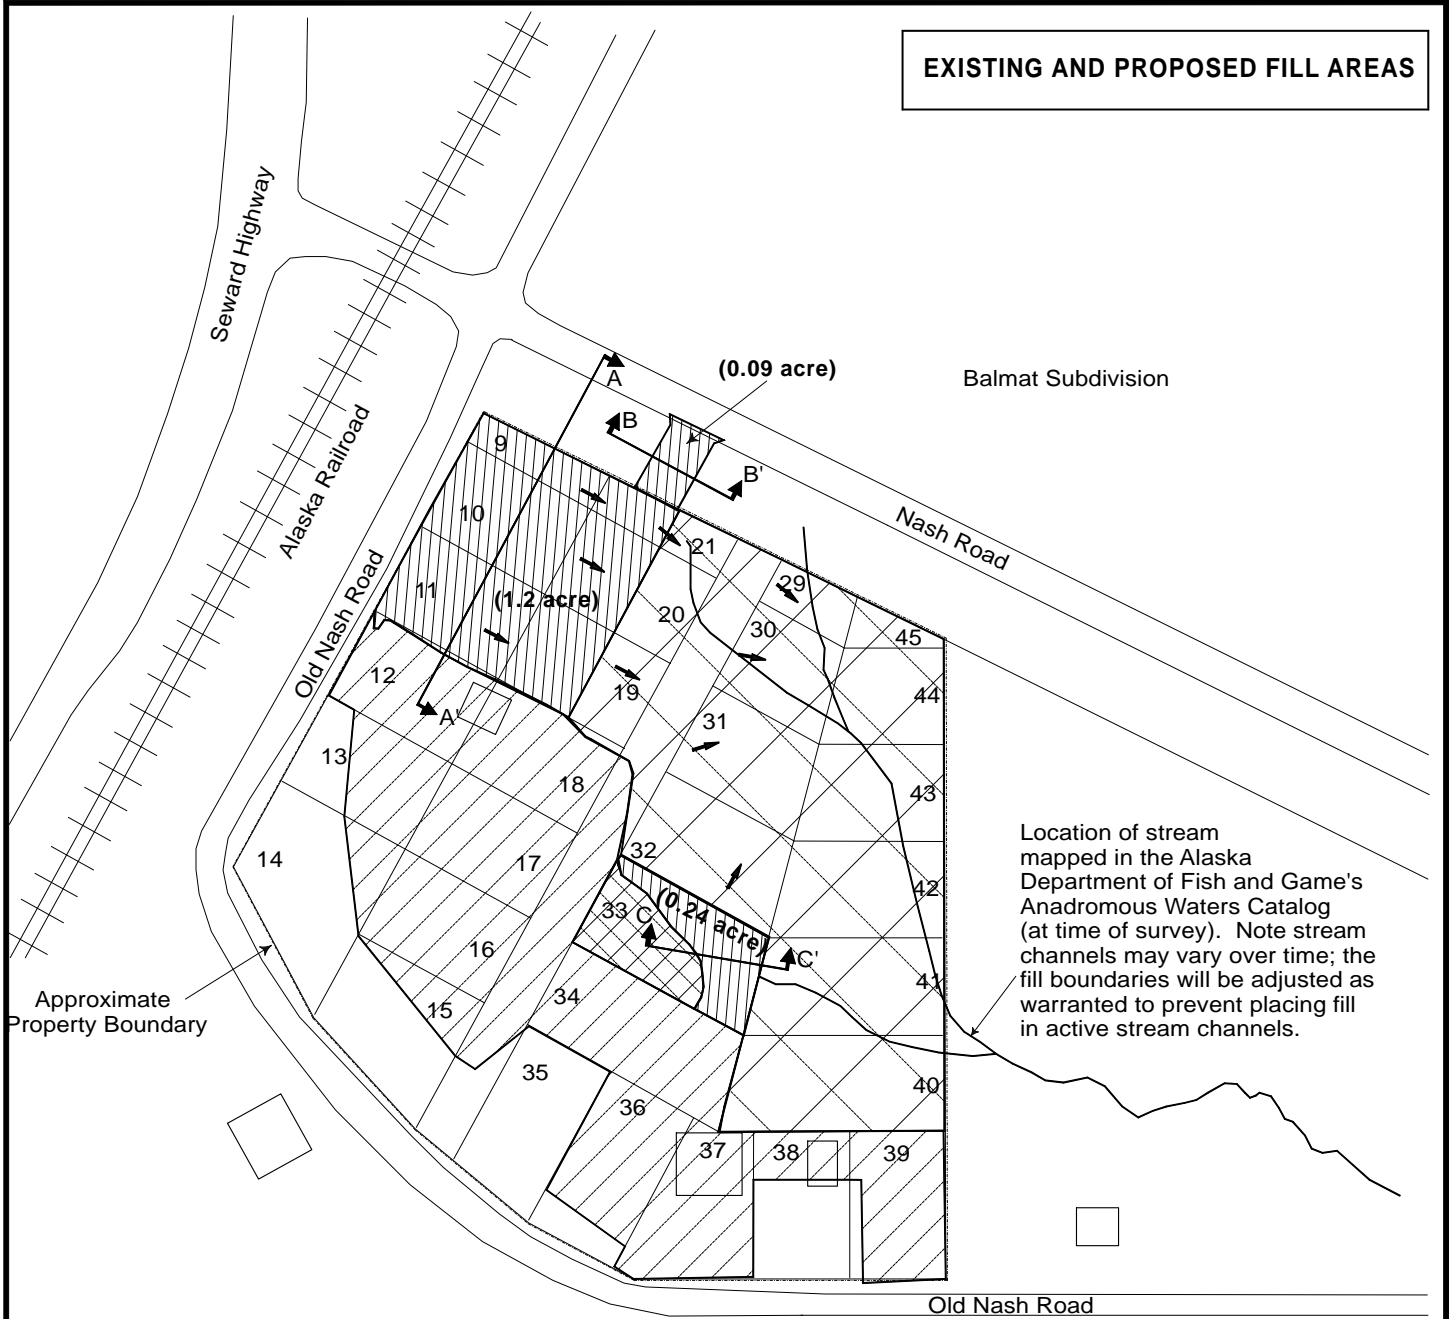 EXISTING AND PROPOSED FILL AREAS
Seward Highway
Alaska Railroad
Old Nash Road
(0.09 acre)
Balmat Subdivision
Nash Road
A
B
B'
9
10
11
(1.2 acre)
21
29
20
30
45
12
A'
19
44
31
13
18
43
14
17
32
33
C
(0.24 acre)
C'
42
16
34
41
15
35
36
40
37
38
39
Location of stream
mapped in the Alaska
Department of Fish and Game's
Anadromous Waters Catalog
(at time of survey). Note stream
channels may vary over time; the
fill boundaries will be adjusted as
warranted to prevent placing fill
in active stream channels.
Approximate
Property Boundary
Old Nash Road